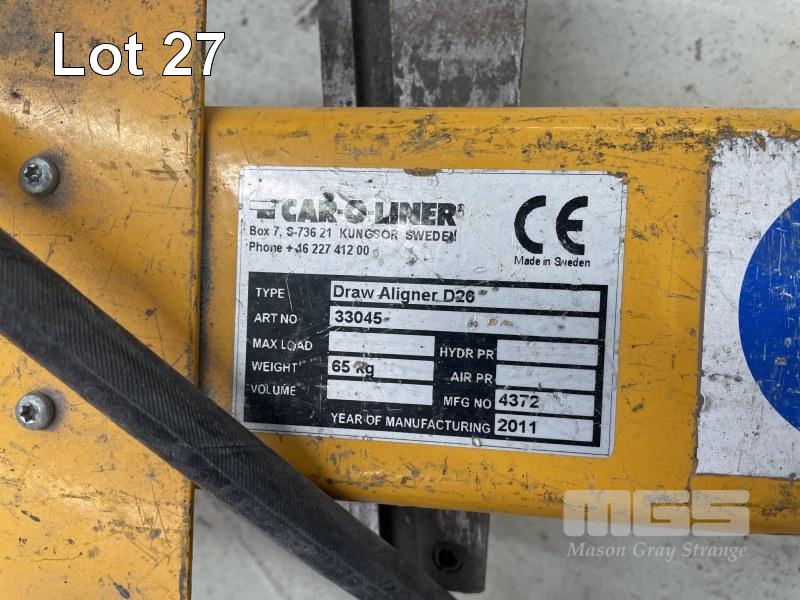 Lot 27
CAR-O-LINER®
Box 7, S-736 21 KUNGSÖR SWEDEN
Phone +46 227 412 00
CE
Made in Sweden
TYPE Draw Aligner D26
ART NO 33045
MAX LOAD
HYDR PR
WEIGHT 65 kg
AIR PR
VOLUME
MFG NO 4372
YEAR OF MANUFACTURING 2011
MGS
Mason Gray Strange